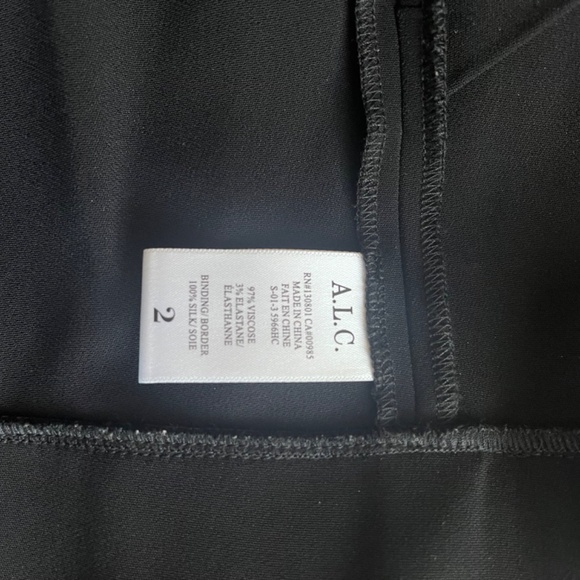 A.L.C.
RN#130801 CA#00985
MADE IN CHINA
FAIT EN CHINE
S-01-3 5966HC
97% VISCOSE
3% ELASTANE/
ÉLASTHANNE
BINDING/ BORDER
100% SILK/ SOIE
2